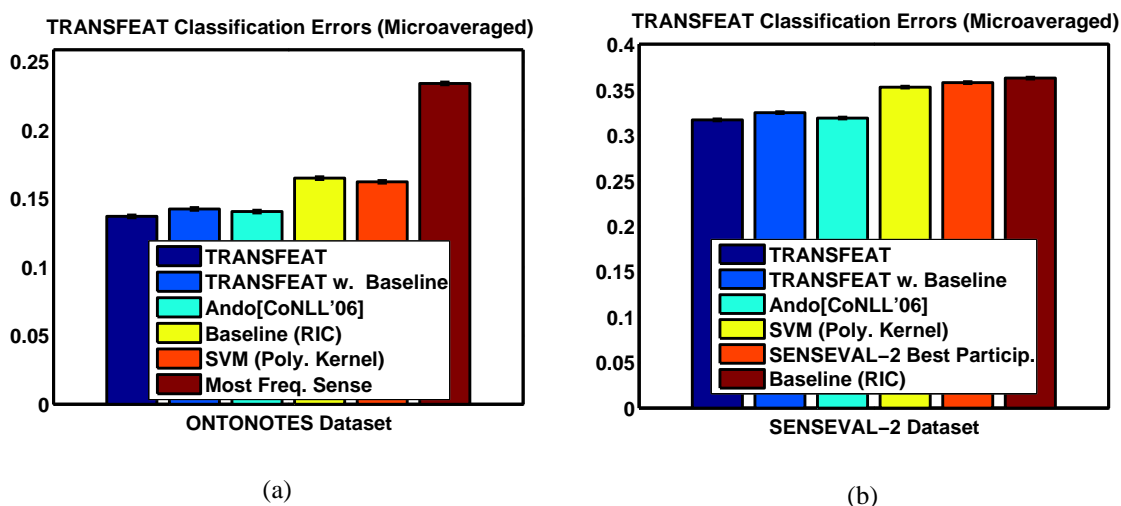 TRANSFEAT Classification Errors (Microaveraged)
0.25
0.2
0.15
0.1
0.05
0
TRANSFEAT
TRANSFEAT w. Baseline
Ando[CoNLL'06]
Baseline (RIC)
SVM (Poly. Kernel)
Most Freq. Sense
ONTONOTES Dataset
(a)
TRANSFEAT Classification Errors (Microaveraged)
0.4
0.35
0.3
0.25
0.2
0.15
0.1
0.05
0
TRANSFEAT
TRANSFEAT w. Baseline
Ando[CoNLL'06]
SVM (Poly. Kernel)
SENSEVAL−2 Best Particip.
Baseline (RIC)
SENSEVAL−2 Dataset
(b)